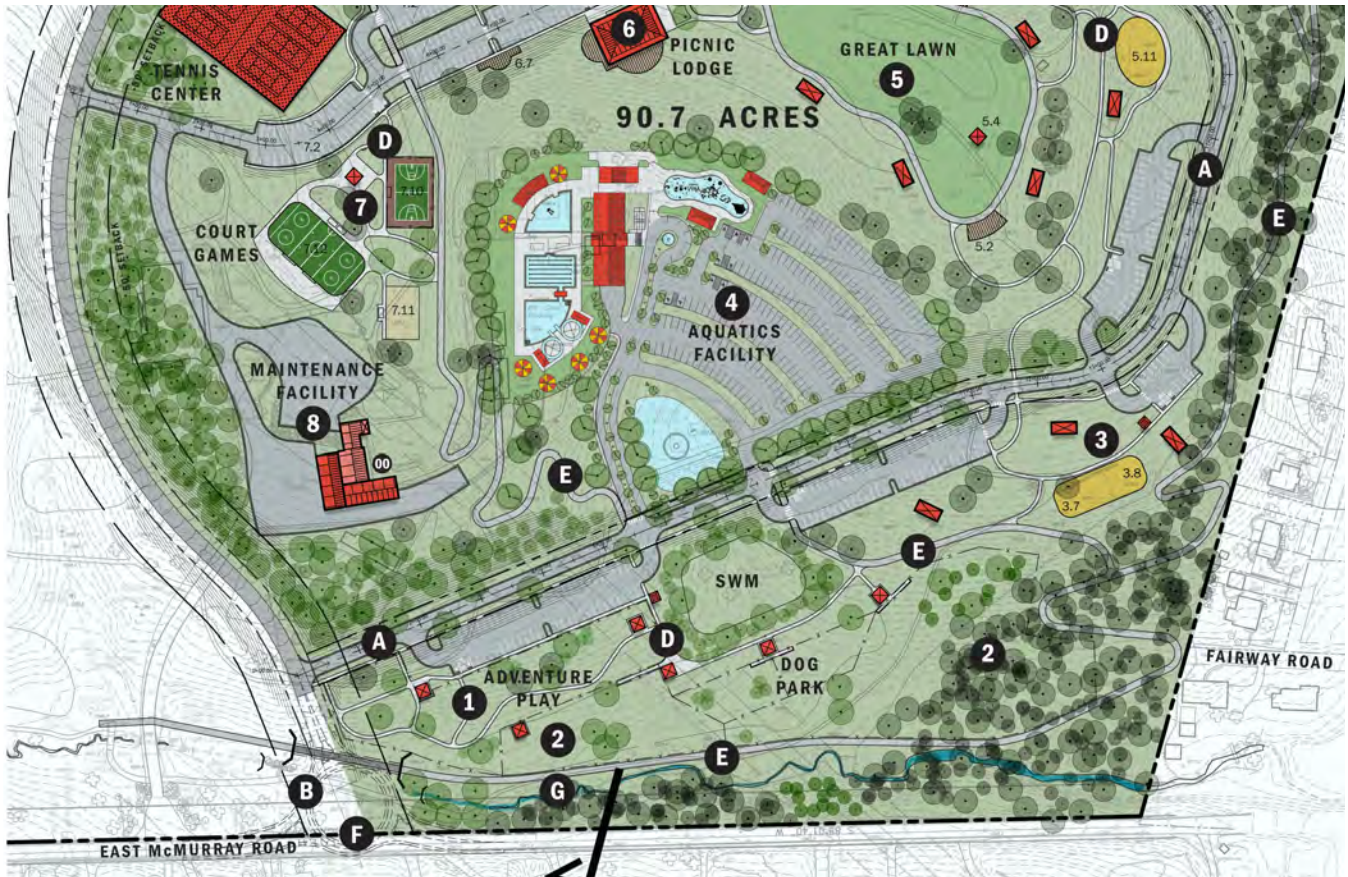 6
PICNIC
LODGE
6.7
GREAT LAWN
5
D
5.11
TENNIS
CENTER
90.7 ACRES
5.4
A
7.2
D
7.10
7
E
COURT
GAMES
7.12
5.2
7.11
4
AQUATICS
FACILITY
MAINTENANCE
FACILITY
8
00
3
3.8
3.7
E
E
SWM
A
D
2
DOG
PARK
ADVENTURE
PLAY
1
FAIRWAY ROAD
2
E
G
B
F
EAST McMURRAY ROAD